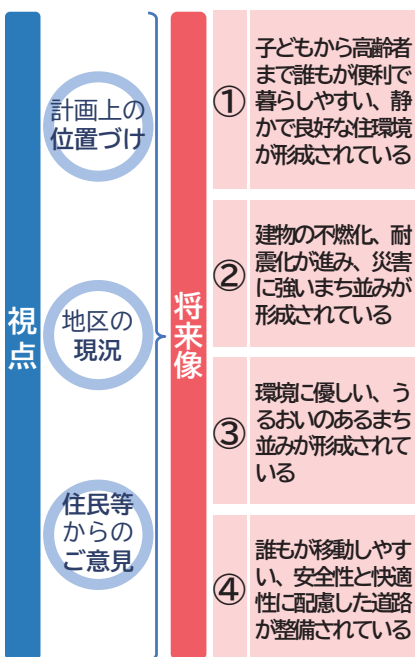 視点
計画上の
位置づけ
地区の
現況
住民等
からの
ご意見
将来像
①
子どもから高齢者
まで誰もが便利で
暮らしやすい、静
かで良好な住環境
が形成されている
②
建物の不燃化、耐
震化が進み、災害
に強いまち並みが
形成されている
③
環境に優しい、う
るおいのあるまち
並みが形成されて
いる
④
誰もが移動しやす
い、安全性と快適
性に配慮した道路
が整備されている